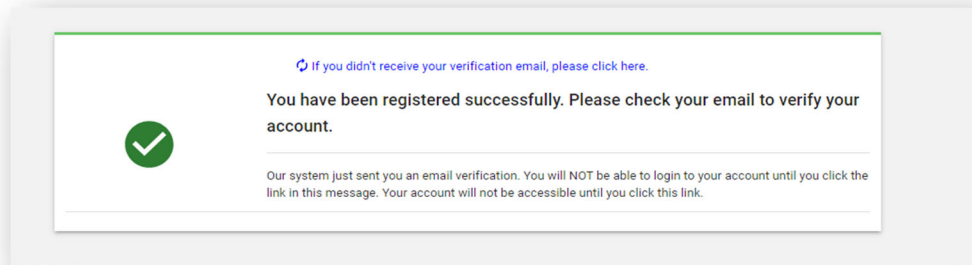 If you didn't receive your verification email, please click here.
You have been registered successfully. Please check your email to verify your
account.
Our system just sent you an email verification. You will NOT be able to login to your account until you click the
link in this message. Your account will not be accessible until you click this link.